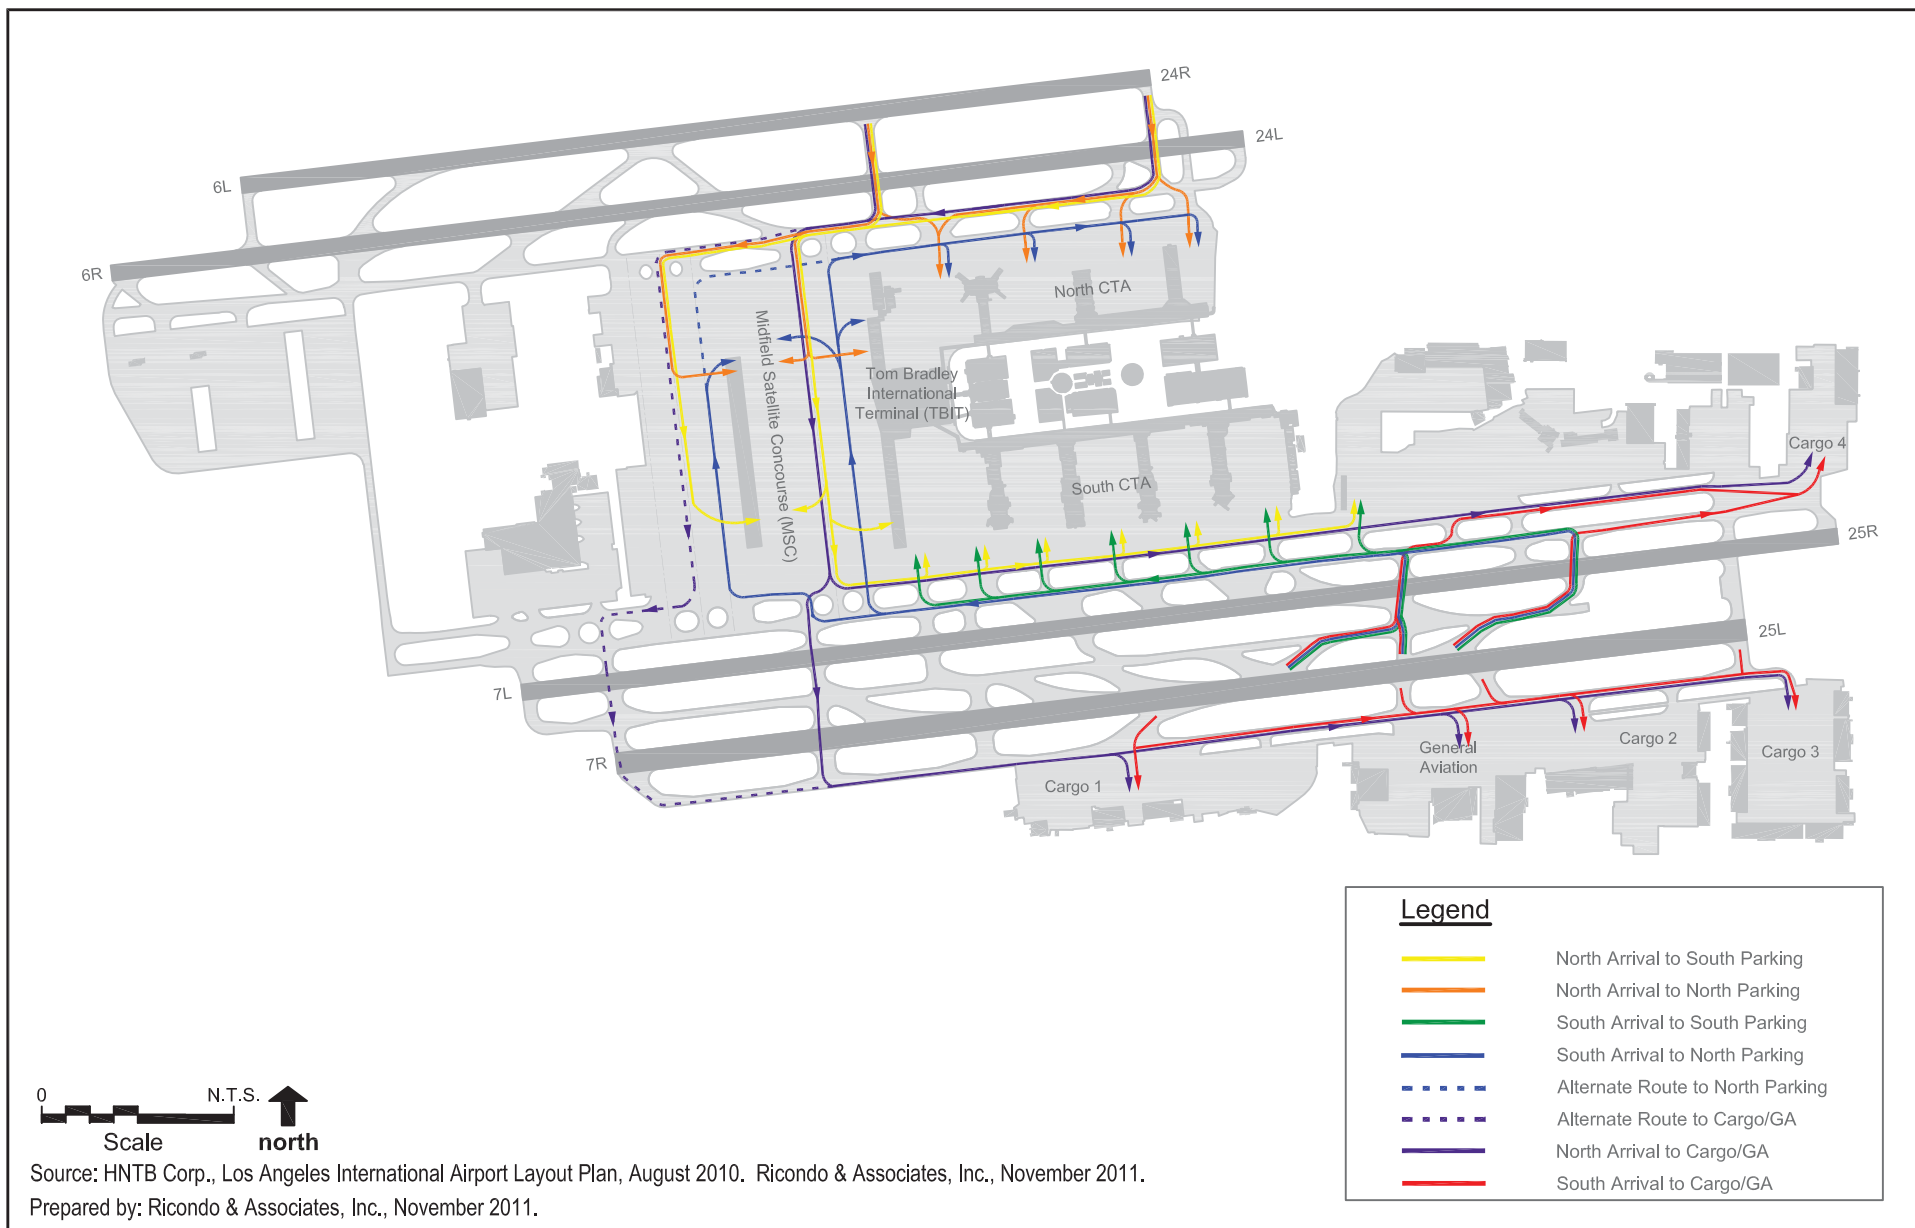 24R
24L
6L
6R
North CTA
Midfield Satellite Concourse (MSC)
Tom Bradley
International
Terminal (TBIT)
South CTA
Cargo 4
25R
25L
7L
7R
General
Aviation
Cargo 2
Cargo 3
Cargo 1
Legend
North Arrival to South Parking
North Arrival to North Parking
South Arrival to South Parking
South Arrival to North Parking
Alternate Route to North Parking
Alternate Route to Cargo/GA
North Arrival to Cargo/GA
South Arrival to Cargo/GA
0 N.T.S.
Scale north
Source: HNTB Corp., Los Angeles International Airport Layout Plan, August 2010. Ricondo & Associates, Inc., November 2011.
Prepared by: Ricondo & Associates, Inc., November 2011.